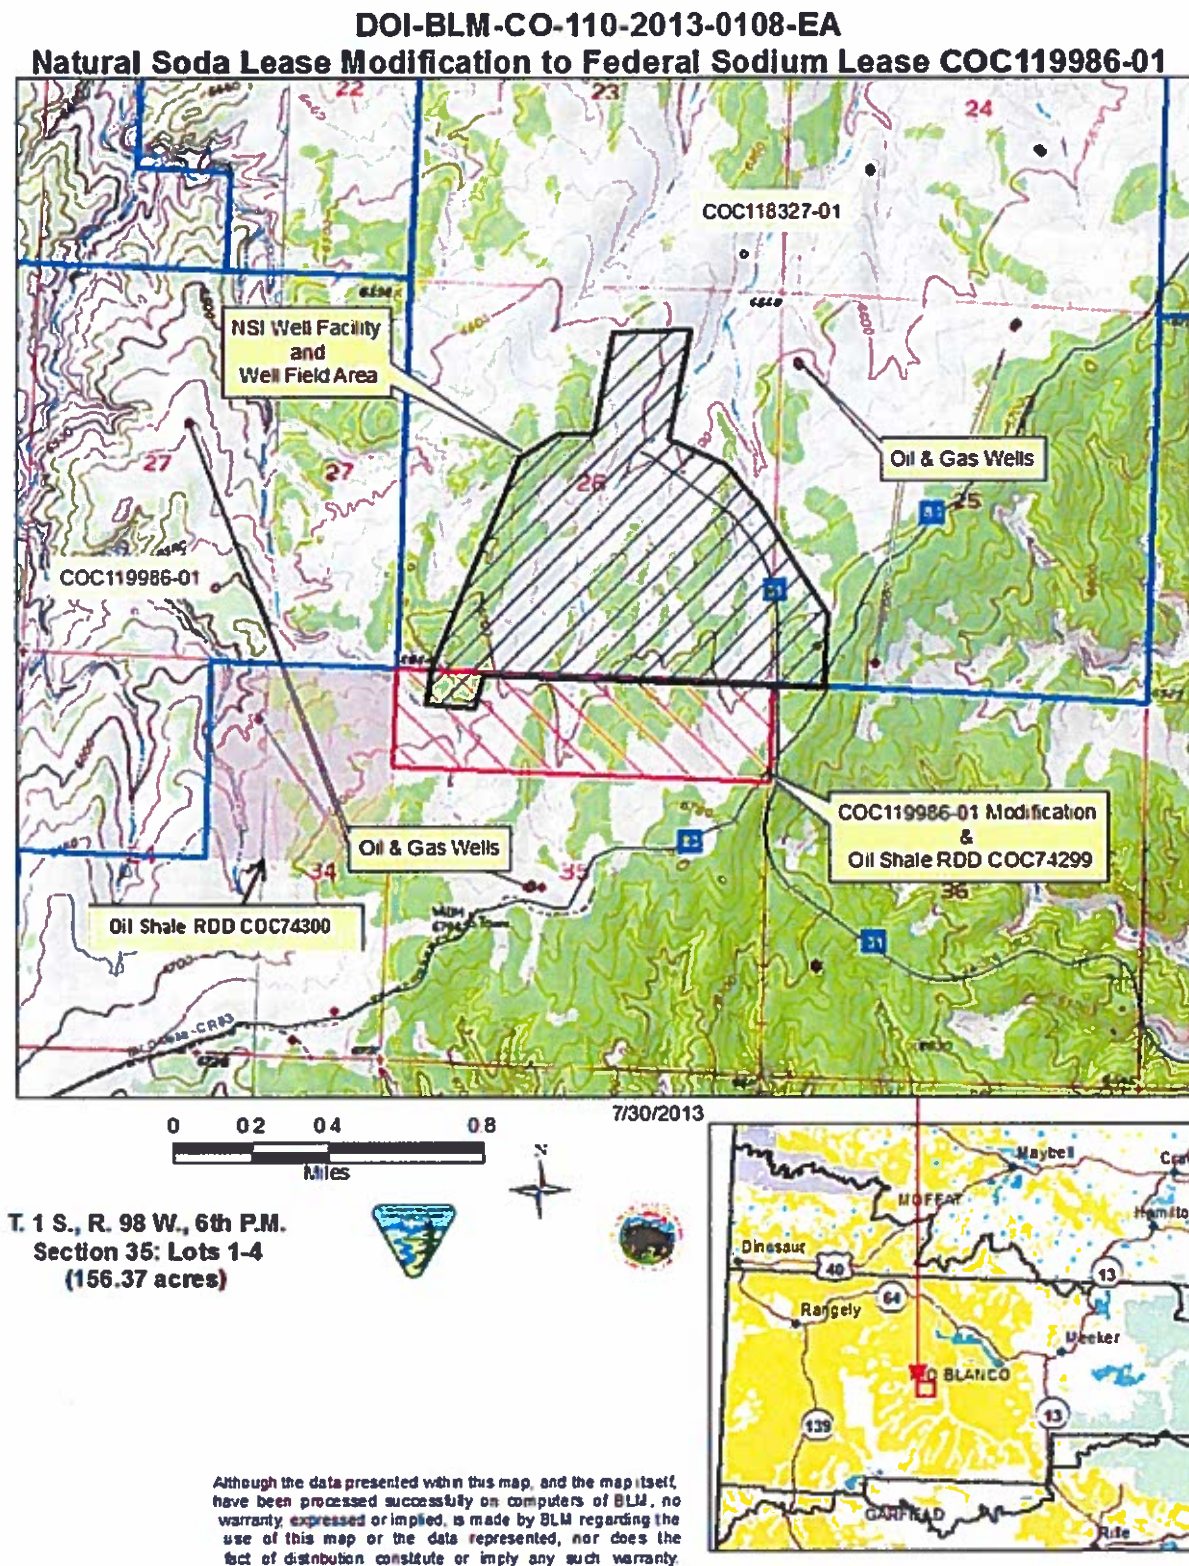 DOI-BLM-CO-110-2013-0108-EA
Natural Soda Lease Modification to Federal Sodium Lease COC119986-01
22
23
24
COC118327-01
NSI Well Facility
and
Well Field Area
6600
Oil & Gas Wells
27
27
26
25
COC119986-01
COC119986-01 Modification
&
Oil Shale RDD COC74299
Oil & Gas Wells
34
35
36
Oil Shale RDD COC74300
6700
7/30/2013
0 0 2 0 4 0 8
Miles
T. 1 S., R. 98 W., 6th P.M.
Section 35: Lots 1-4
(156.37 acres)
Maybell
MOFFAT
Hamilto
Dinosaur
40
13
64
Rangely
Meeker
O BLANCO
139
13
GARFIELD
Rifle
Although the data presented within this map, and the map itself,
have been processed successfully on computers of BLM, no
warranty, expressed or implied, is made by BLM regarding the
use of this map or the data represented, nor does the
fact of distribution constitute or imply any such warranty.